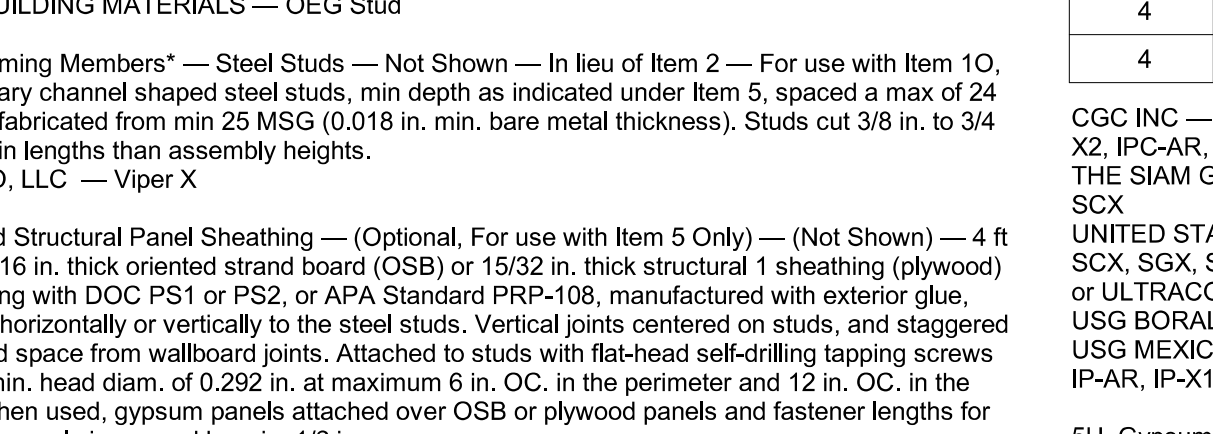 BUILDING MATERIALS — OEG Stud
Members* — Steel Studs — Not Shown — In lieu of Item 2 — For use with Item 1O,
channel shaped steel studs, min depth as indicated under Item 5, spaced a max of 24
fabricated from min 25 MSG (0.018 in. min. bare metal thickness). Studs cut 3/8 in. to 3/4
in lengths than assembly heights.
, LLC — Viper X
Structural Panel Sheathing — (Optional, For use with Item 5 Only) — (Not Shown) — 4 ft
16 in. thick oriented strand board (OSB) or 15/32 in. thick structural 1 sheathing (plywood)
with DOC PS1 or PS2, or APA Standard PRP-108, manufactured with exterior glue,
horizontally or vertically to the steel studs. Vertical joints centered on studs, and staggered
space from wallboard joints. Attached to studs with flat-head self-drilling tapping screws
min. head diam. of 0.292 in. at maximum 6 in. OC. in the perimeter and 12 in. OC. in the
hen used, gypsum panels attached over OSB or plywood panels and fastener lengths for
4
4
CGC INC —
X2, IPC-AR,
THE SIAM G
SCX
UNITED STA
SCX, SGX, S
or ULTRACO
USG BORAL
USG MEXIC
IP-AR, IP-X1
5H. Gypsum